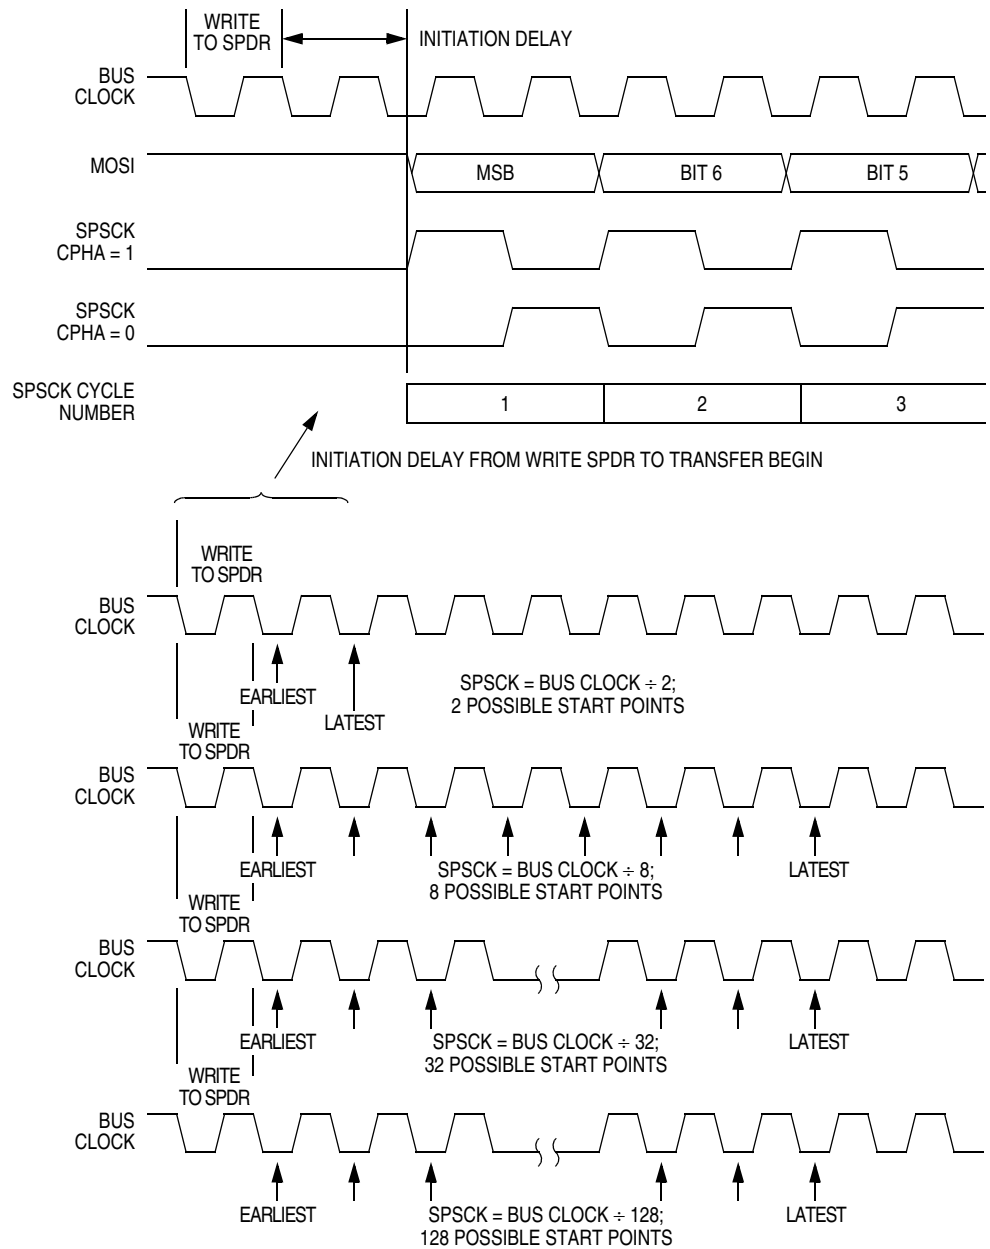 WRITE
TO SPDR
INITIATION DELAY
BUS
CLOCK
MOSI
MSB
BIT 6
BIT 5
SPSCK
CPHA = 1
SPSCK
CPHA = 0
SPSCK CYCLE
NUMBER
1
2
3
INITIATION DELAY FROM WRITE SPDR TO TRANSFER BEGIN
WRITE
TO SPDR
BUS
CLOCK
EARLIEST
LATEST
SPSCK = BUS CLOCK ÷ 2;
2 POSSIBLE START POINTS
WRITE
TO SPDR
BUS
CLOCK
EARLIEST
SPSCK = BUS CLOCK ÷ 8;
8 POSSIBLE START POINTS
LATEST
WRITE
TO SPDR
BUS
CLOCK
EARLIEST
SPSCK = BUS CLOCK ÷ 32;
32 POSSIBLE START POINTS
LATEST
WRITE
TO SPDR
BUS
CLOCK
EARLIEST
SPSCK = BUS CLOCK ÷ 128;
128 POSSIBLE START POINTS
LATEST